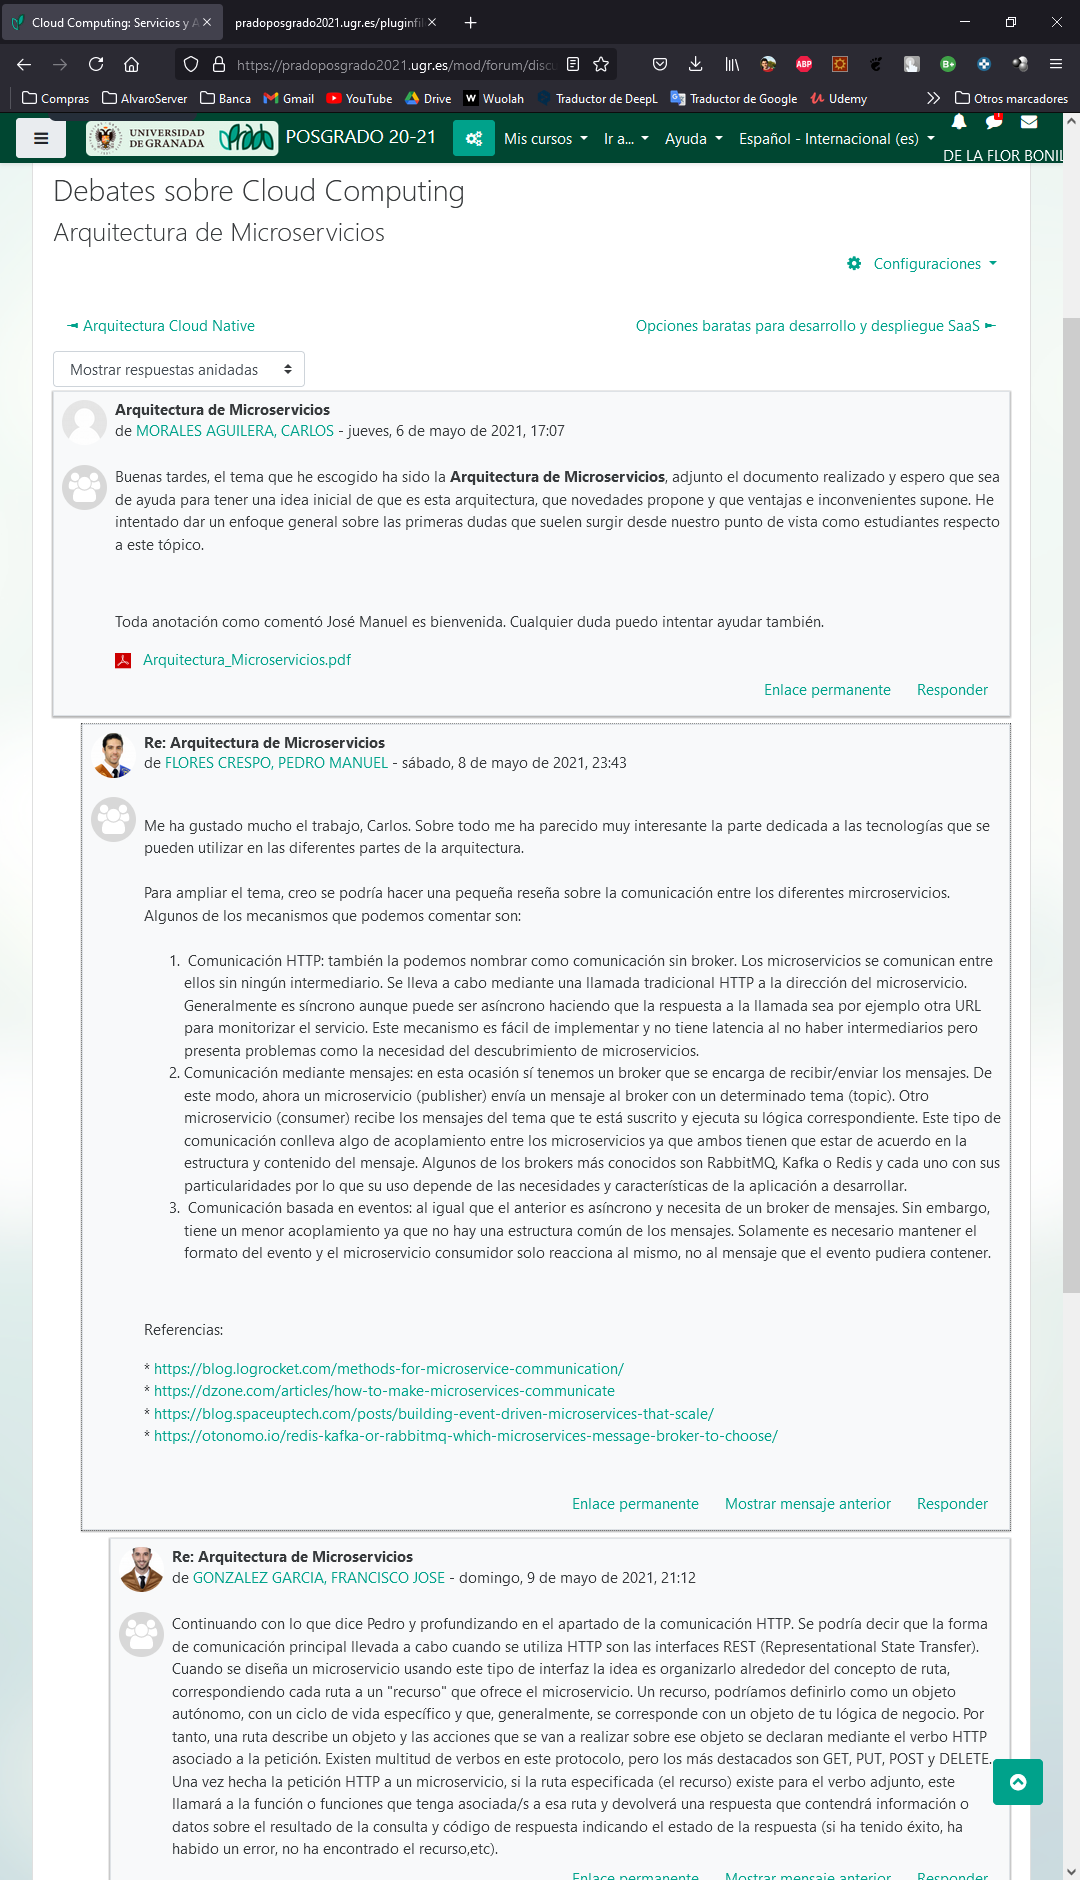 Cloud Computing: Servicios y A
pradoposgrado2021.ugr.es/pluginfil
https://pradoposgrado2021.ugr.es/mod/forum/discu
Compras AlvaroServer Banca Gmail YouTube Drive Wuolah Traductor de DeepL Traductor de Google Udemy Otros marcadores
UNIVERSIDAD
DE GRANADA
POSGRADO 20-21
Mis cursos Ir a... Ayuda Español - Internacional (es)
DE LA FLOR BONIL
Debates sobre Cloud Computing
Arquitectura de Microservicios
Configuraciones
◄ Arquitectura Cloud Native
Opciones baratas para desarrollo y despliegue SaaS ►
Mostrar respuestas anidadas
Arquitectura de Microservicios
de MORALES AGUILERA, CARLOS - jueves, 6 de mayo de 2021, 17:07
Buenas tardes, el tema que he escogido ha sido la Arquitectura de Microservicios, adjunto el documento realizado y espero que sea
de ayuda para tener una idea inicial de que es esta arquitectura, que novedades propone y que ventajas e inconvenientes supone. He
intentado dar un enfoque general sobre las primeras dudas que suelen surgir desde nuestro punto de vista como estudiantes respecto
a este tópico.
Toda anotación como comentó José Manuel es bienvenida. Cualquier duda puedo intentar ayudar también.
Arquitectura_Microservicios.pdf
Enlace permanente Responder
Re: Arquitectura de Microservicios
de FLORES CRESPO, PEDRO MANUEL - sábado, 8 de mayo de 2021, 23:43
Me ha gustado mucho el trabajo, Carlos. Sobre todo me ha parecido muy interesante la parte dedicada a las tecnologías que se
pueden utilizar en las diferentes partes de la arquitectura.
Para ampliar el tema, creo se podría hacer una pequeña reseña sobre la comunicación entre los diferentes mircroservicios.
Algunos de los mecanismos que podemos comentar son:
1. Comunicación HTTP: también la podemos nombrar como comunicación sin broker. Los microservicios se comunican entre
ellos sin ningún intermediario. Se lleva a cabo mediante una llamada tradicional HTTP a la dirección del microservicio.
Generalmente es síncrono aunque puede ser asíncrono haciendo que la respuesta a la llamada sea por ejemplo otra URL
para monitorizar el servicio. Este mecanismo es fácil de implementar y no tiene latencia al no haber intermediarios pero
presenta problemas como la necesidad del descubrimiento de microservicios.
2. Comunicación mediante mensajes: en esta ocasión sí tenemos un broker que se encarga de recibir/enviar los mensajes. De
este modo, ahora un microservicio (publisher) envía un mensaje al broker con un determinado tema (topic). Otro
microservicio (consumer) recibe los mensajes del tema que te está suscrito y ejecuta su lógica correspondiente. Este tipo de
comunicación conlleva algo de acoplamiento entre los microservicios ya que ambos tienen que estar de acuerdo en la
estructura y contenido del mensaje. Algunos de los brokers más conocidos son RabbitMQ, Kafka o Redis y cada uno con sus
particularidades por lo que su uso depende de las necesidades y características de la aplicación a desarrollar.
3. Comunicación basada en eventos: al igual que el anterior es asíncrono y necesita de un broker de mensajes. Sin embargo,
tiene un menor acoplamiento ya que no hay una estructura común de los mensajes. Solamente es necesario mantener el
formato del evento y el microservicio consumidor solo reacciona al mismo, no al mensaje que el evento pudiera contener.
Referencias:
* https://blog.logrocket.com/methods-for-microservice-communication/
* https://dzone.com/articles/how-to-make-microservices-communicate
* https://blog.spaceuptech.com/posts/building-event-driven-microservices-that-scale/
* https://otonomo.io/redis-kafka-or-rabbitmq-which-microservices-message-broker-to-choose/
Enlace permanente Mostrar mensaje anterior Responder
Re: Arquitectura de Microservicios
de GONZALEZ GARCIA, FRANCISCO JOSE - domingo, 9 de mayo de 2021, 21:12
Continuando con lo que dice Pedro y profundizando en el apartado de la comunicación HTTP. Se podría decir que la forma
de comunicación principal llevada a cabo cuando se utiliza HTTP son las interfaces REST (Representational State Transfer).
Cuando se diseña un microservicio usando este tipo de interfaz la idea es organizarlo alrededor del concepto de ruta,
correspondiendo cada ruta a un "recurso" que ofrece el microservicio. Un recurso, podríamos definirlo como un objeto
autónomo, con un ciclo de vida específico y que, generalmente, se corresponde con un objeto de tu lógica de negocio. Por
tanto, una ruta describe un objeto y las acciones que se van a realizar sobre ese objeto se declaran mediante el verbo HTTP
asociado a la petición. Existen multitud de verbos en este protocolo, pero los más destacados son GET, PUT, POST y DELETE.
Una vez hecha la petición HTTP a un microservicio, si la ruta especificada (el recurso) existe para el verbo adjunto, este
llamará a la función o funciones que tenga asociada/s a esa ruta y devolverá una respuesta que contendrá información o
datos sobre el resultado de la consulta y código de respuesta indicando el estado de la respuesta (si ha tenido éxito, ha
habido un error, no ha encontrado el recurso,etc).
Enlace permanente Mostrar mensaje anterior Responder